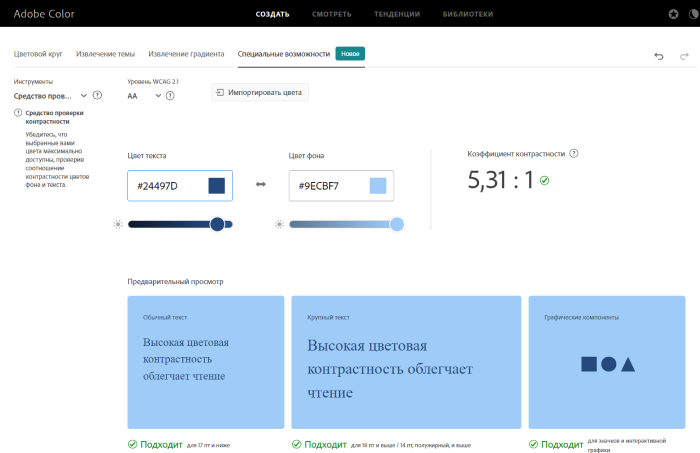 Adobe Color
СОЗДАТЬ СМОТРЕТЬ ТЕНДЕНЦИИ БИБЛИОТЕКИ
Цветовой круг Извлечение темы Извлечение градиента Специальные возможности Новое
Инструменты
Средство пров...
Средство проверки
контрастности
Убедитесь, что
выбранные вами
цвета максимально
доступны, проверив
соотношение
контрастности цветов
фона и текста.
Уровень WCAG 2.1
AA
Импортировать цвета
Цвет текста
#24497D
Цвет фона
#9ECBF7
Коэффициент контрастности
5,31 : 1
Предварительный просмотр
Обычный текст
Высокая цветовая
контрастность
облегчает чтение
Крупный текст
Высокая цветовая
контрастность облегчает
чтение
Графические компоненты
Подходит для 17 пт и ниже
Подходит для 18 пт и выше / 14 пт, полужирный, и выше
Подходит для значков и интерактивной
графики